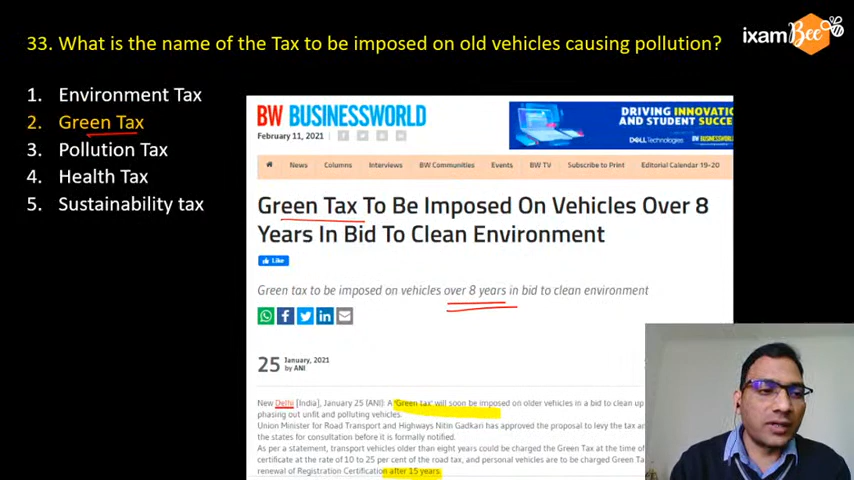 33. What is the name of the Tax to be imposed on old vehicles causing pollution?
ixamBee
1. Environment Tax
2. Green Tax
3. Pollution Tax
4. Health Tax
5. Sustainability tax
BW BUSINESSWORLD
February 11, 2021
DRIVING INNOVATIO
AND STUDENT SUCCE
DELL Technologies
News Columns Interviews BW Communities Events BW TV Subscribe to Print Editorial Calendar 19-20
Green Tax To Be Imposed On Vehicles Over 8
Years In Bid To Clean Environment
Like
Green tax to be imposed on vehicles over 8 years in bid to clean environment
25 January, 2021
by ANI
New Delhi [India], January 25 (ANI): A 'Green tax' will soon be imposed on older vehicles in a bid to clean up
phasing out unfit and polluting vehicles.
Union Minister for Road Transport and Highways Nitin Gadkari has approved the proposal to levy the tax a
the states for consultation before it is formally notified.
As per a statement, transport vehicles older than eight years could be charged the Green Tax at the time of
certificate at the rate of 10 to 25 per cent of the road tax, and personal vehicles are to be charged Green Ta
renewal of Registration Certification after 15 years.